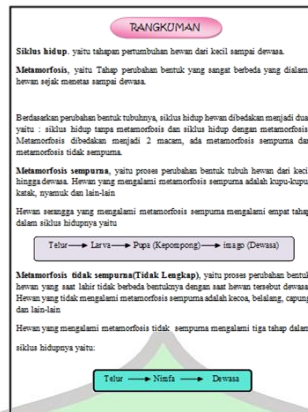 RANGKUMAN
Siklus hidup, yaitu tahapan pertumbuhan hewan dari kecil sampai dewasa.
Metamorfosis, yaitu Tahap perubahan bentuk yang sangat berbeda yang dialam
hewan sejak menetas sampai dewasa.
Berdasarkan perubahan bentuk tubuhnya, siklus hidup hewan dibedakan menjadi dua
yaitu : siklus hidup tanpa metamorfosis dan siklus hidup dengan metamorfosis
Metamorfosis dibedakan menjadi 2 macam, ada metamorfosis sempurna dan
metamorfosis tidak sempurna.
Metamorfosis sempurna, yaitu proses perubahan bentuk tubuh hewan dari keci
hingga dewasa. Hewan yang mengalami metamorfosis sempurna adalah kupu-kupu
katak, nyamuk dan lain-lain
Hewan serangga yang mengalami metamorfosis sempurna mengalami empat tahap
dalam siklus hidupnya yaitu
Telur → Larva → Pupa (Kepompong) → imago (Dewasa)
Metamorfosis tidak sempurna(Tidak Lengkap), yaitu proses perubahan bentuk
hewan yang saat lahir tidak berbeda bentuknya dengan saat hewan tersebut dewasa
Hewan yang tidak mengalami metamorfosis sempurna adalah kecoa, belalang, capung
dan lain-lain
Hewan yang mengalami metamorfosis tidak sempurna mengalami tiga tahap dalam
siklus hidupnya yaitu:
Telur → Nimfa → Dewasa